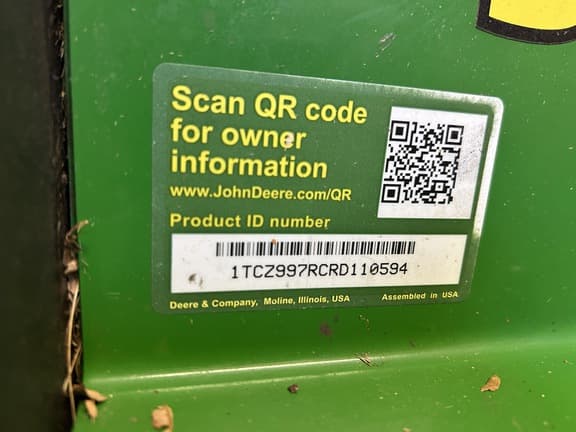 Scan QR code
for owner
information
www.JohnDeere.com/QR
Product ID number
1TCZ997RCRD110594
Deere & Company, Moline, Illinois, USA Assembled in USA